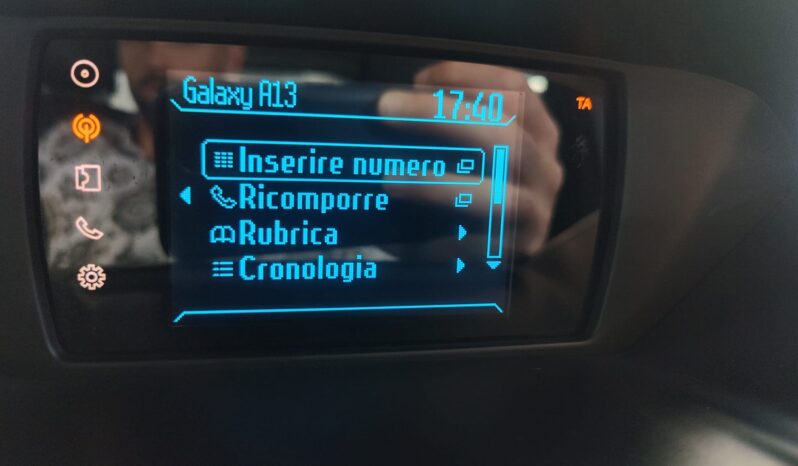 Galaxy A13 17:40
TA
Inserire numero
Ricomporre
Rubrica
Cronologia